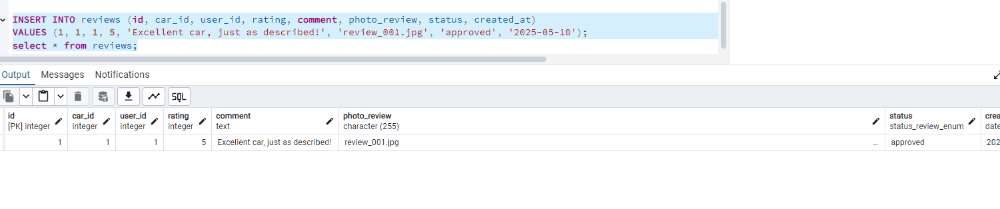 INSERT INTO reviews (id, car_id, user_id, rating, comment, photo_review, status, created_at)
VALUES (1, 1, 1, 5, 'Excellent car, just as described!', 'review_001.jpg', 'approved', '2025-05-10');
select * from reviews;
Output Messages Notifications
SQL
id car_id user_id rating comment photo_review status crea
[PK] integer integer integer integer text character (255) status_review_enum date
1 1 1 5 Excellent car, just as described! review_001.jpg ... approved 202